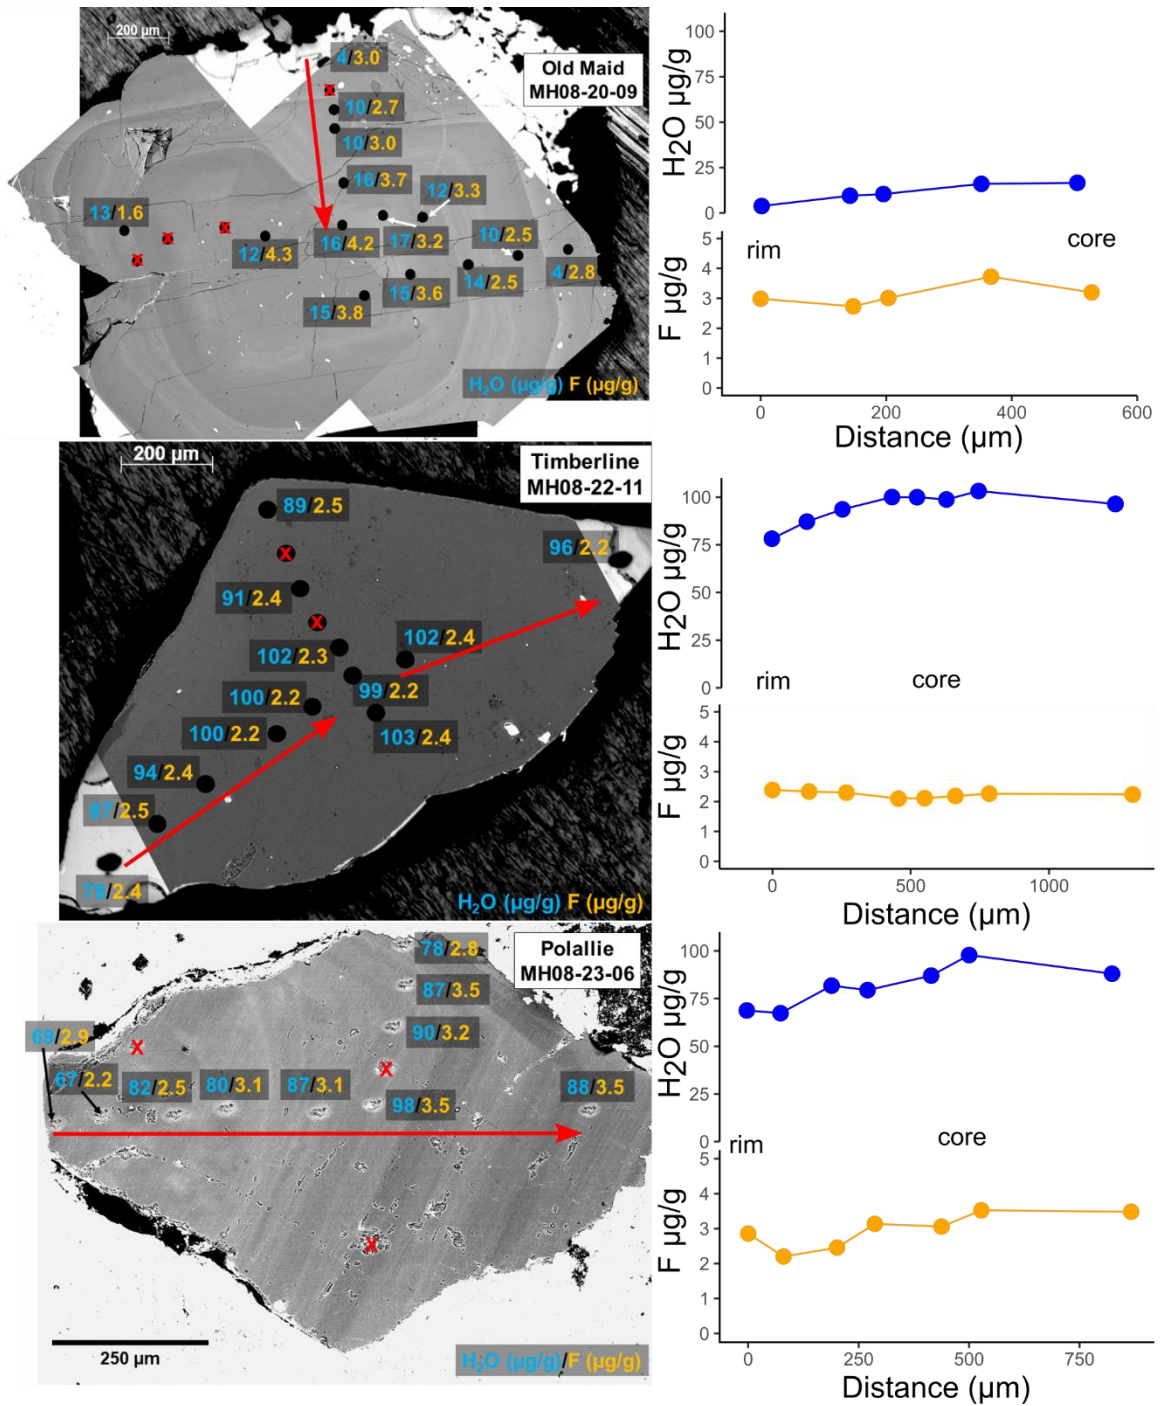 200 µm
Old Maid
MH08-20-09
4/3.0
10/2.7
10/3.0
16/3.7
12/3.3
13/1.6
12/4.3
16/4.2
17/3.2
10/2.5
4/2.8
14/2.5
15/3.6
15/3.8
H2O (µg/g) F (µg/g)
H2O µg/g
100
75
50
25
0
rim
core
F µg/g
5
4
3
2
1
0
0
200
400
600
Distance (µm)
200 µm
Timberline
MH08-22-11
89/2.5
96/2.2
91/2.4
102/2.4
102/2.3
99/2.2
100/2.2
103/2.4
100/2.2
94/2.4
87/2.5
78/2.4
H2O (µg/g) F (µg/g)
H2O µg/g
100
75
50
25
0
rim
core
F µg/g
5
4
3
2
1
0
0
500
1000
Distance (µm)
Polallie
MH08-23-06
78/2.8
87/3.5
90/3.2
69/2.9
67/2.2
82/2.5
80/3.1
87/3.1
98/3.5
88/3.5
250 µm
H2O (µg/g)/F (µg/g)
H2O µg/g
100
75
50
25
0
rim
core
F µg/g
5
4
3
2
1
0
0
250
500
750
Distance (µm)